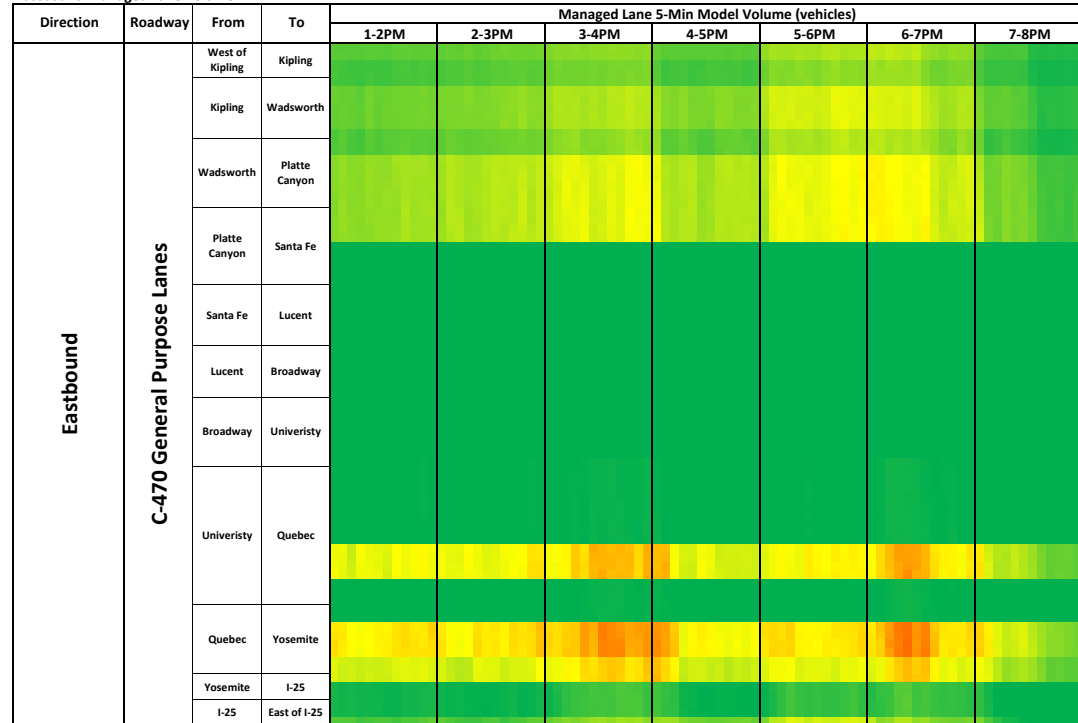 Managed Lane 5-Min Model Volume (vehicles)
Direction Roadway From To
1-2PM 2-3PM 3-4PM 4-5PM 5-6PM 6-7PM 7-8PM
Eastbound
C-470 General Purpose Lanes
West of
Kipling
Kipling
Kipling Wadsworth
Wadsworth
Platte
Canyon
Platte
Canyon
Santa Fe
Santa Fe Lucent
Lucent Broadway
Broadway Univeristy
Univeristy Quebec
Quebec Yosemite
Yosemite I-25
I-25 East of I-25